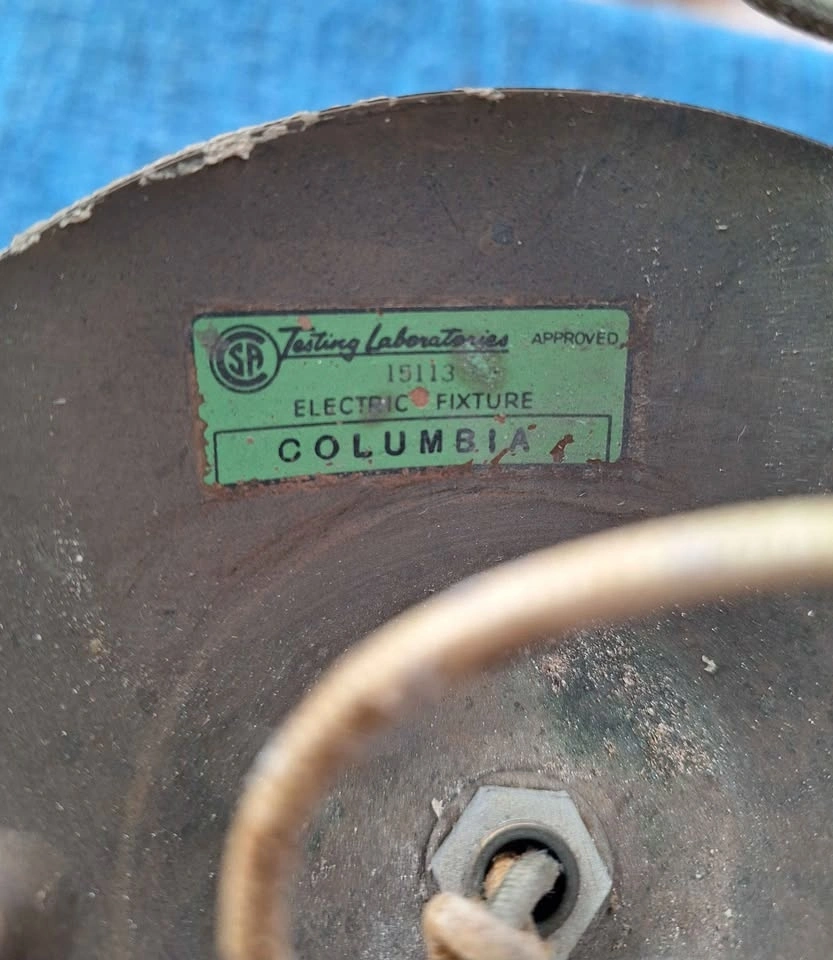 CSA Testing Laboratories APPROVED
15113
ELECTRIC FIXTURE
COLUMBIA